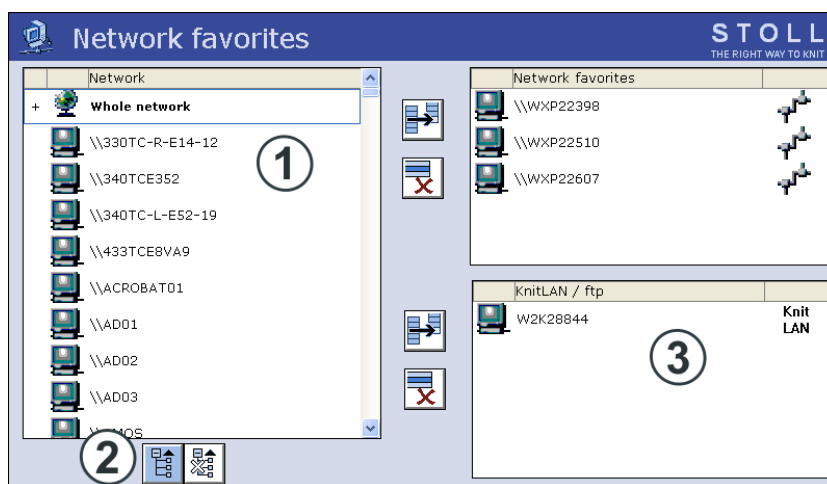 Network favorites
STOLL
THE RIGHT WAY TO KNIT
Network
+ Whole network
\\330TC-R-E14-12
\\340TCE352
\\340TC-L-E52-19
\\433TCE8VA9
\\ACROBAT01
\\AD01
\\AD02
\\AD03
1
2
Network favorites
\\WXP22398
\\WXP22510
\\WXP22607
KnitLAN / ftp
W2K28844
Knit
LAN
3